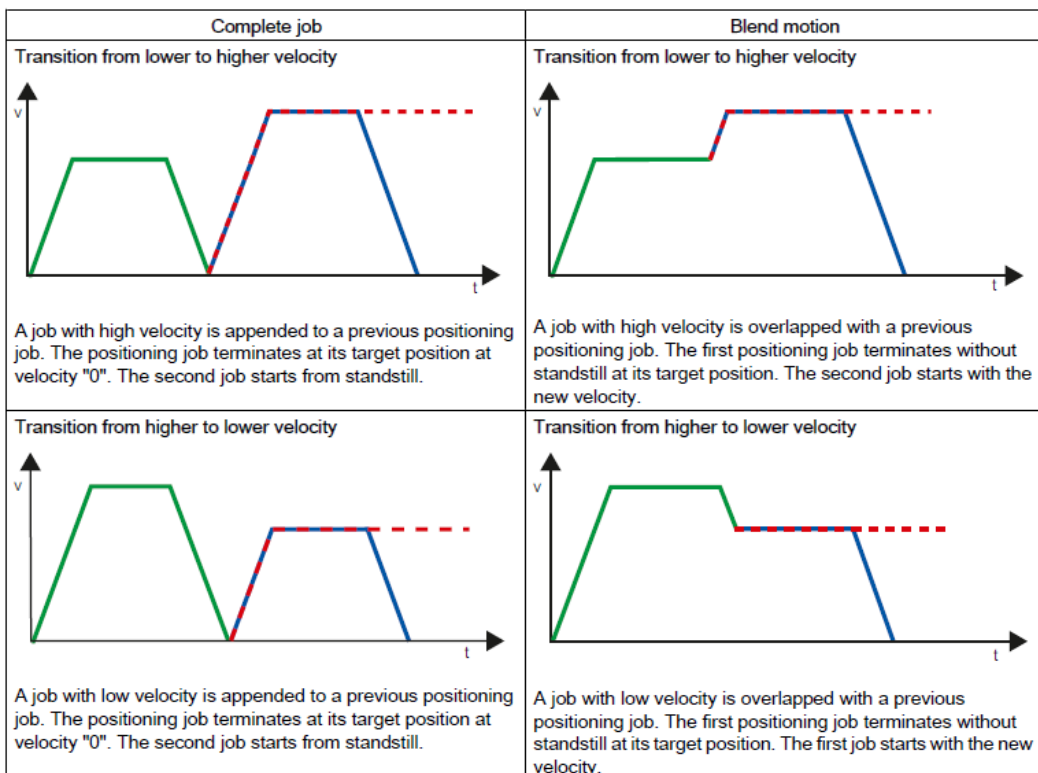 Complete job
Blend motion
Transition from lower to higher velocity
v
t
A job with high velocity is appended to a previous positioning
job. The positioning job terminates at its target position at
velocity "0". The second job starts from standstill.
Transition from lower to higher velocity
v
t
A job with high velocity is overlapped with a previous
positioning job. The first positioning job terminates without
standstill at its target position. The second job starts with the
new velocity.
Transition from higher to lower velocity
v
t
A job with low velocity is appended to a previous positioning
job. The positioning job terminates at its target position at
velocity "0". The second job starts from standstill.
Transition from higher to lower velocity
v
t
A job with low velocity is overlapped with a previous
positioning job. The first positioning job terminates without
standstill at its target position. The first job starts with the new
velocity.